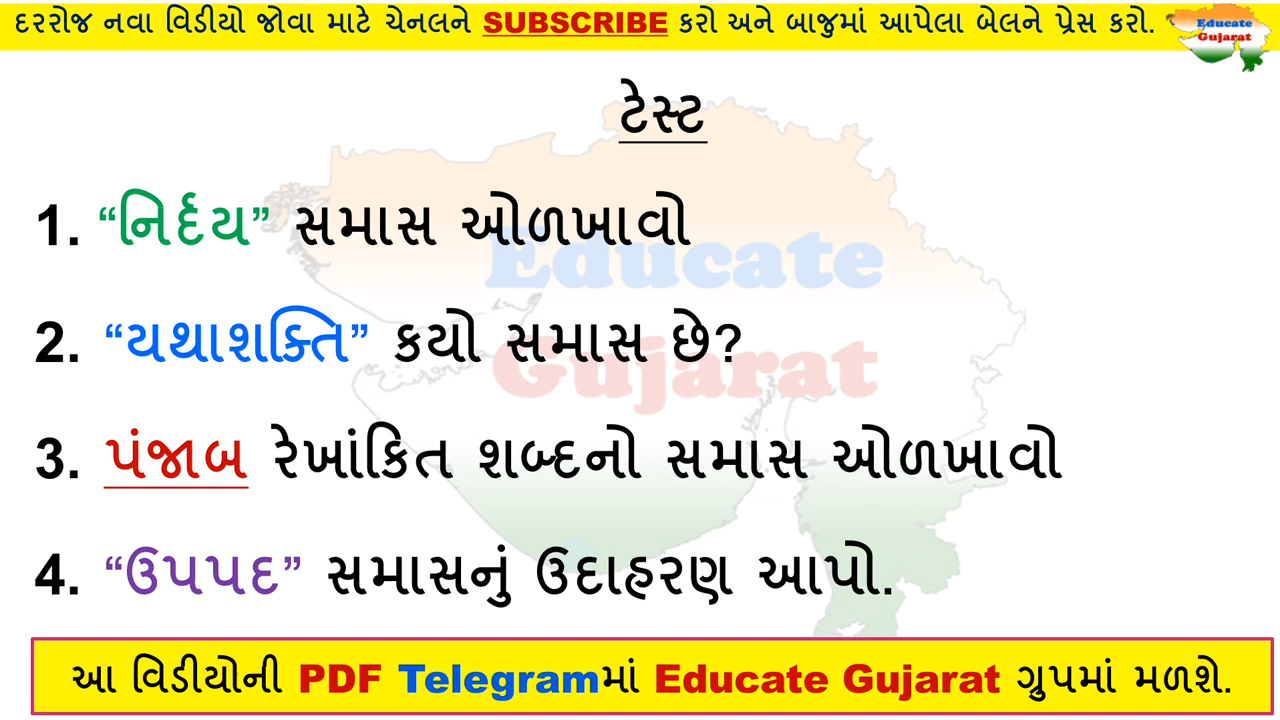 દરરોજ નવા વિડીયો જોવા માટે ચેનલને SUBSCRIBE કરો અને બાજુમાં આપેલા બેલને પ્રેસ કરો.
Educate
Gujarat
ટેસ્ટ
1. “નિર્દય” સમાસ ઓળખાવો
Educate
2. “યથાશક્તિ” કયો સમાસ છે?
Gujarat
3. પંજાબ રેખાંકિત શબ્દનો સમાસ ઓળખાવો
4. “ઉપપદ” સમાસનું ઉદાહરણ આપો.
આ વિડીયોની PDF Telegramમાં Educate Gujarat ગ્રુપમાં મળશે.